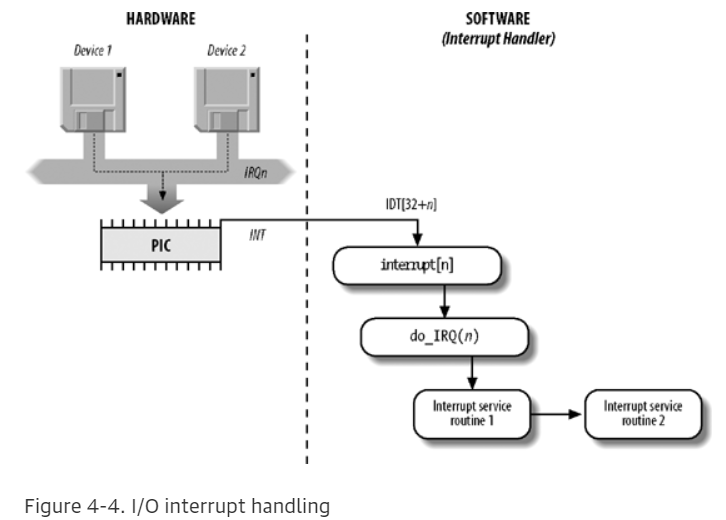 HARDWARE
SOFTWARE
(Interrupt Handler)
Device 1
Device 2
IRQn
IDT[32+n]
PIC
INT
interrupt[n]
do_IRQ(n)
Interrupt service
routine 1
Interrupt service
routine 2
Figure 4-4. I/O interrupt handling